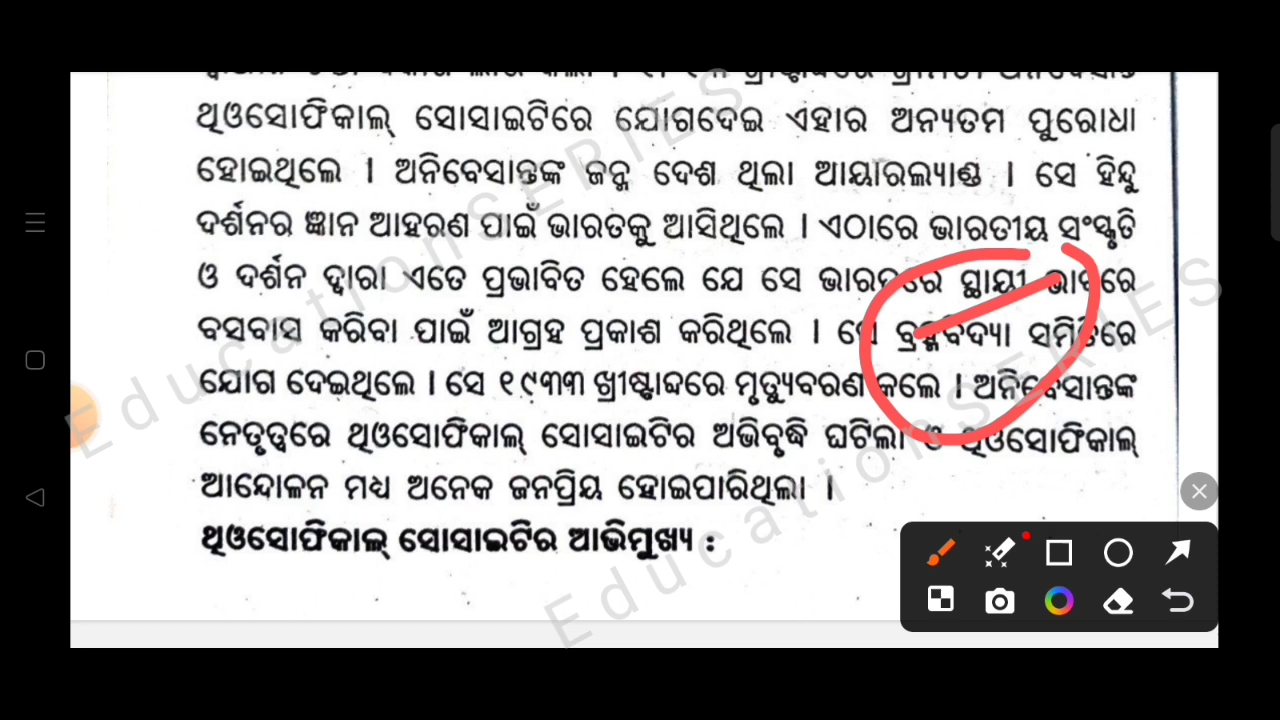 ଥିଓସୋଫିକାଲ୍ ସୋସାଇଟିରେ ଯୋଗଦେଇ ଏହାର ଅନ୍ୟତମ ପୁରୋଧା
ହୋଇଥିଲେ । ଅନିବେସାନ୍ତଙ୍କ ଜନ୍ମ ଦେଶ ଥିଲା ଆୟାରଲ୍ୟାଣ୍ଡ । ସେ ହିନ୍ଦୁ
ଦର୍ଶନର ଜ୍ଞାନ ଆହରଣ ପାଇଁ ଭାରତକୁ ଆସିଥିଲେ । ଏଠାରେ ଭାରତୀୟ ସଂସ୍କୃତି
ଓ ଦର୍ଶନ ଦ୍ୱାରା ଏତେ ପ୍ରଭାବିତ ହେଲେ ଯେ ସେ ଭାରତରେ ସ୍ଥାୟୀ ଭାବରେ
ବସବାସ କରିବା ପାଇଁ ଆଗ୍ରହ ପ୍ରକାଶ କରିଥିଲେ । ସେ ବ୍ରହ୍ମବିଦ୍ୟା ସମିତିରେ
ଯୋଗ ଦେଇଥିଲେ । ସେ ୧୯୩୩ ଖ୍ରୀଷ୍ଟାବ୍ଦରେ ମୃତ୍ୟୁବରଣ କଲେ । ଅନିବେସାନ୍ତଙ୍କ
ନେତୃତ୍ୱରେ ଥିଓସୋଫିକାଲ୍ ସୋସାଇଟିର ଅଭିବୃଦ୍ଧି ଘଟିଲା ଓ ଥିଓସୋଫିକାଲ୍
ଆନ୍ଦୋଳନ ମଧ୍ୟ ଅନେକ ଜନପ୍ରିୟ ହୋଇପାରିଥିଲା ।
ଥିଓସୋଫିକାଲ୍ ସୋସାଇଟିର ଆଭିମୁଖ୍ୟ :
EducationSERIES
EducationSERIES